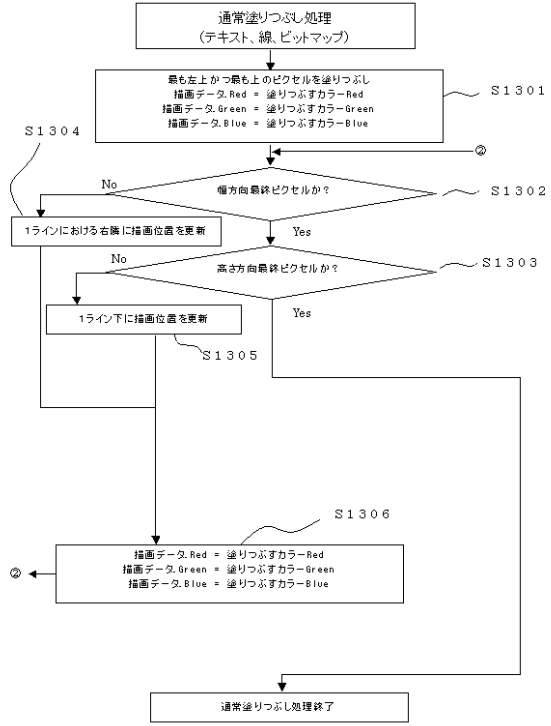 通常塗りつぶし処理
(テキスト、線、ビットマップ)
最も左上かつ最も上のピクセルを塗りつぶし
描画データ.Red = 塗りつぶすカラーRed
描画データ.Green = 塗りつぶすカラーGreen
描画データ.Blue = 塗りつぶすカラーBlue
S1301
S1304
②
No
幅方向最終ピクセルか?
S1302
1ラインにおける右隣に描画位置を更新
Yes
No
高さ方向最終ピクセルか?
S1303
1ライン下に描画位置を更新
Yes
S1305
S1306
描画データ.Red = 塗りつぶすカラーRed
②
描画データ.Green = 塗りつぶすカラーGreen
描画データ.Blue = 塗りつぶすカラーBlue
通常塗りつぶし処理終了